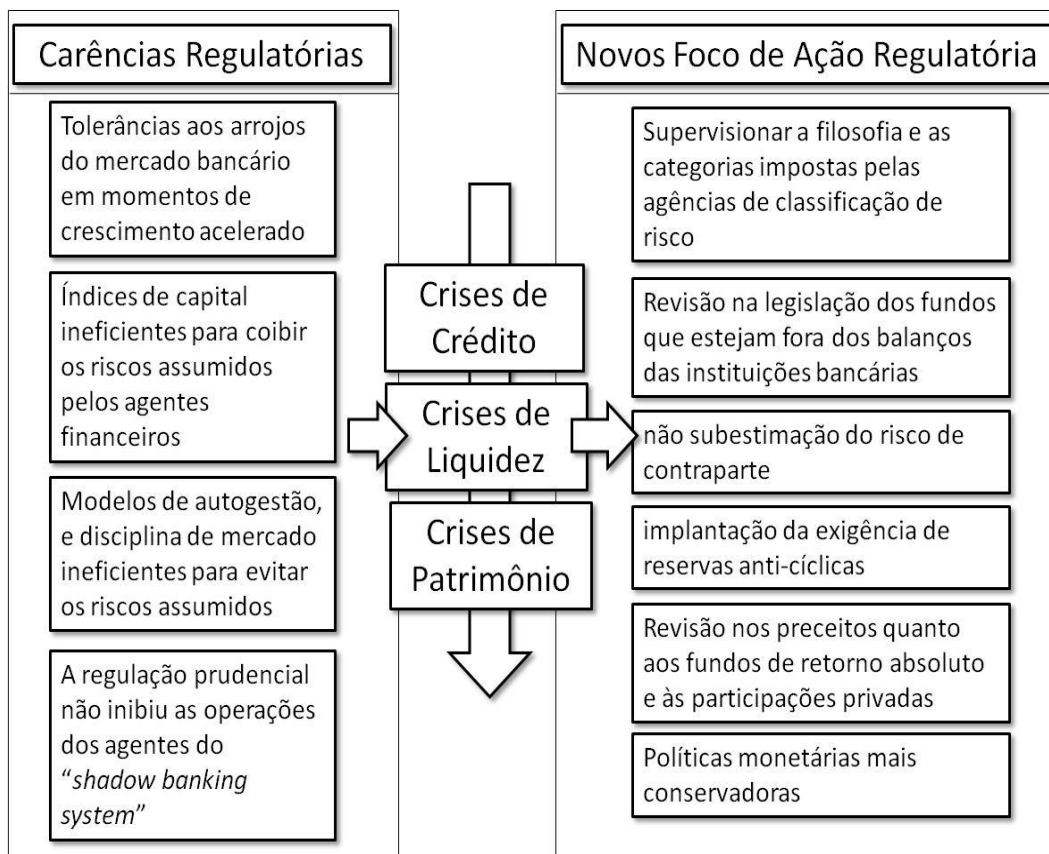 Carências Regulatórias
Tolerâncias aos arrojos
do mercado bancário
em momentos de
crescimento acelerado
Índices de capital
ineficientes para coibir
os riscos assumidos
pelos agentes
financeiros
Modelos de autogestão,
e disciplina de mercado
ineficientes para evitar
os riscos assumidos
A regulação prudencial
não inibiu as operações
dos agentes do
“shadow banking
system”
Crises de
Crédito
Crises de
Liquidez
Crises de
Patrimônio
Novos Foco de Ação Regulatória
Supervisionar a filosofia e as
categorias impostas pelas
agências de classificação de
risco
Revisão na legislação dos fundos
que estejam fora dos balanços
das instituições bancárias
não subestimação do risco de
contraparte
implantação da exigência de
reservas anti-cíclicas
Revisão nos preceitos quanto
aos fundos de retorno absoluto
e às participações privadas
Políticas monetárias mais
conservadoras